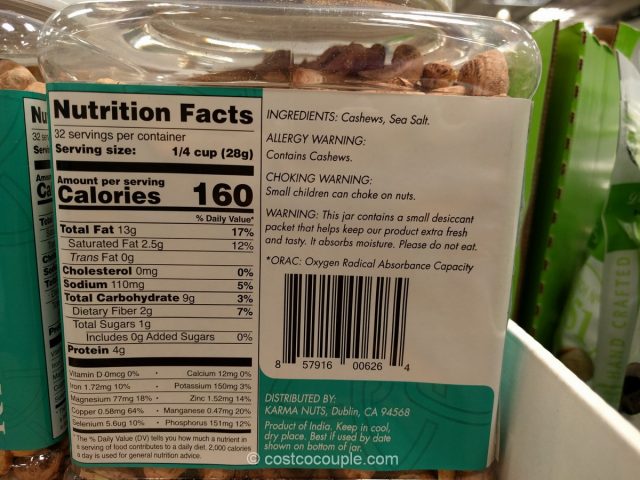 Nutrition Facts
32 servings per container
Serving size: 1/4 cup (28g)
Amount per serving
Calories 160
% Daily Value*
Total Fat 13g 17%
Saturated Fat 2.5g 12%
Trans Fat 0g
Cholesterol 0mg 0%
Sodium 110mg 5%
Total Carbohydrate 9g 3%
Dietary Fiber 2g 7%
Total Sugars 1g
Includes 0g Added Sugars 0%
Protein 4g
Vitamin D 0mcg 0% • Calcium 12mg 0%
Iron 1.72mg 10% • Potassium 150mg 3%
Magnesium 77mg 18% • Zinc 1.52mg 14%
Copper 0.58mg 64% • Manganese 0.47mg 20%
Selenium 5.6ug 10% • Phosphorus 151mg 12%
*The % Daily Value (DV) tells you how much a nutrient in
a serving of food contributes to a daily diet. 2,000 calories
a day is used for general nutrition advice.
INGREDIENTS: Cashews, Sea Salt.
ALLERGY WARNING:
Contains Cashews.
CHOKING WARNING:
Small children can choke on nuts.
WARNING: This jar contains a small desiccant
packet that helps keep our product extra fresh
and tasty. It absorbs moisture. Please do not eat.
*ORAC: Oxygen Radical Absorbance Capacity
8 57916 00626 4
DISTRIBUTED BY:
KARMA NUTS, Dublin, CA 94568
Product of India. Keep in cool,
dry place. Best if used by date
shown on bottom of jar.
HAND CRAFTED
© costcocouple.com